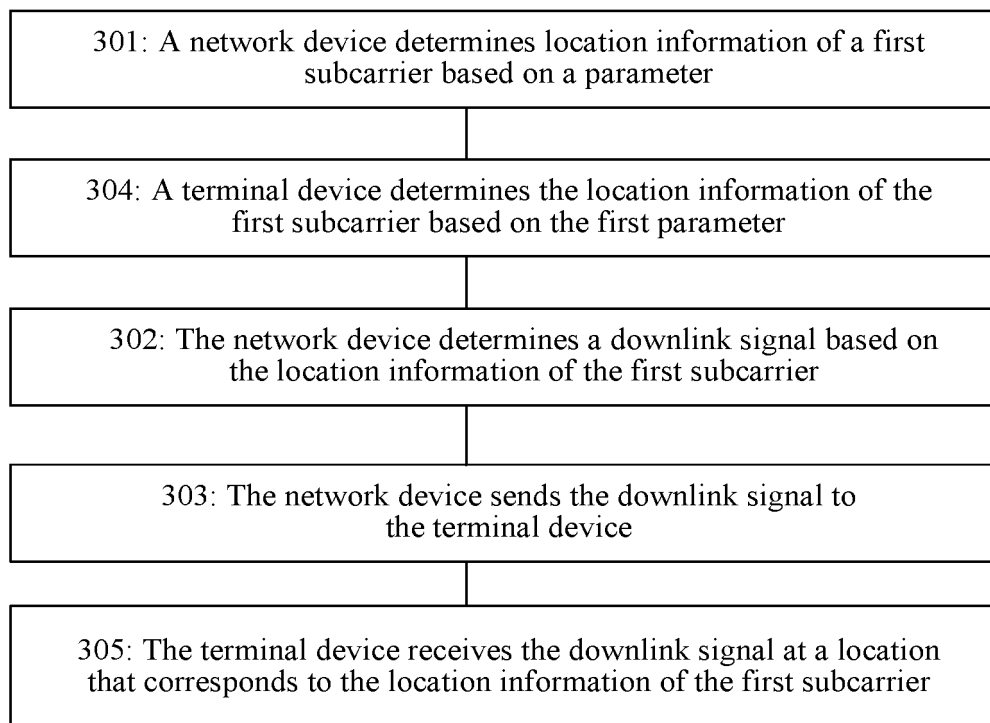 301: A network device determines location information of a first
subcarrier based on a parameter
304: A terminal device determines the location information of the
first subcarrier based on the first parameter
302: The network device determines a downlink signal based on
the location information of the first subcarrier
303: The network device sends the downlink signal to
the terminal device
305: The terminal device receives the downlink signal at a location
that corresponds to the location information of the first subcarrier